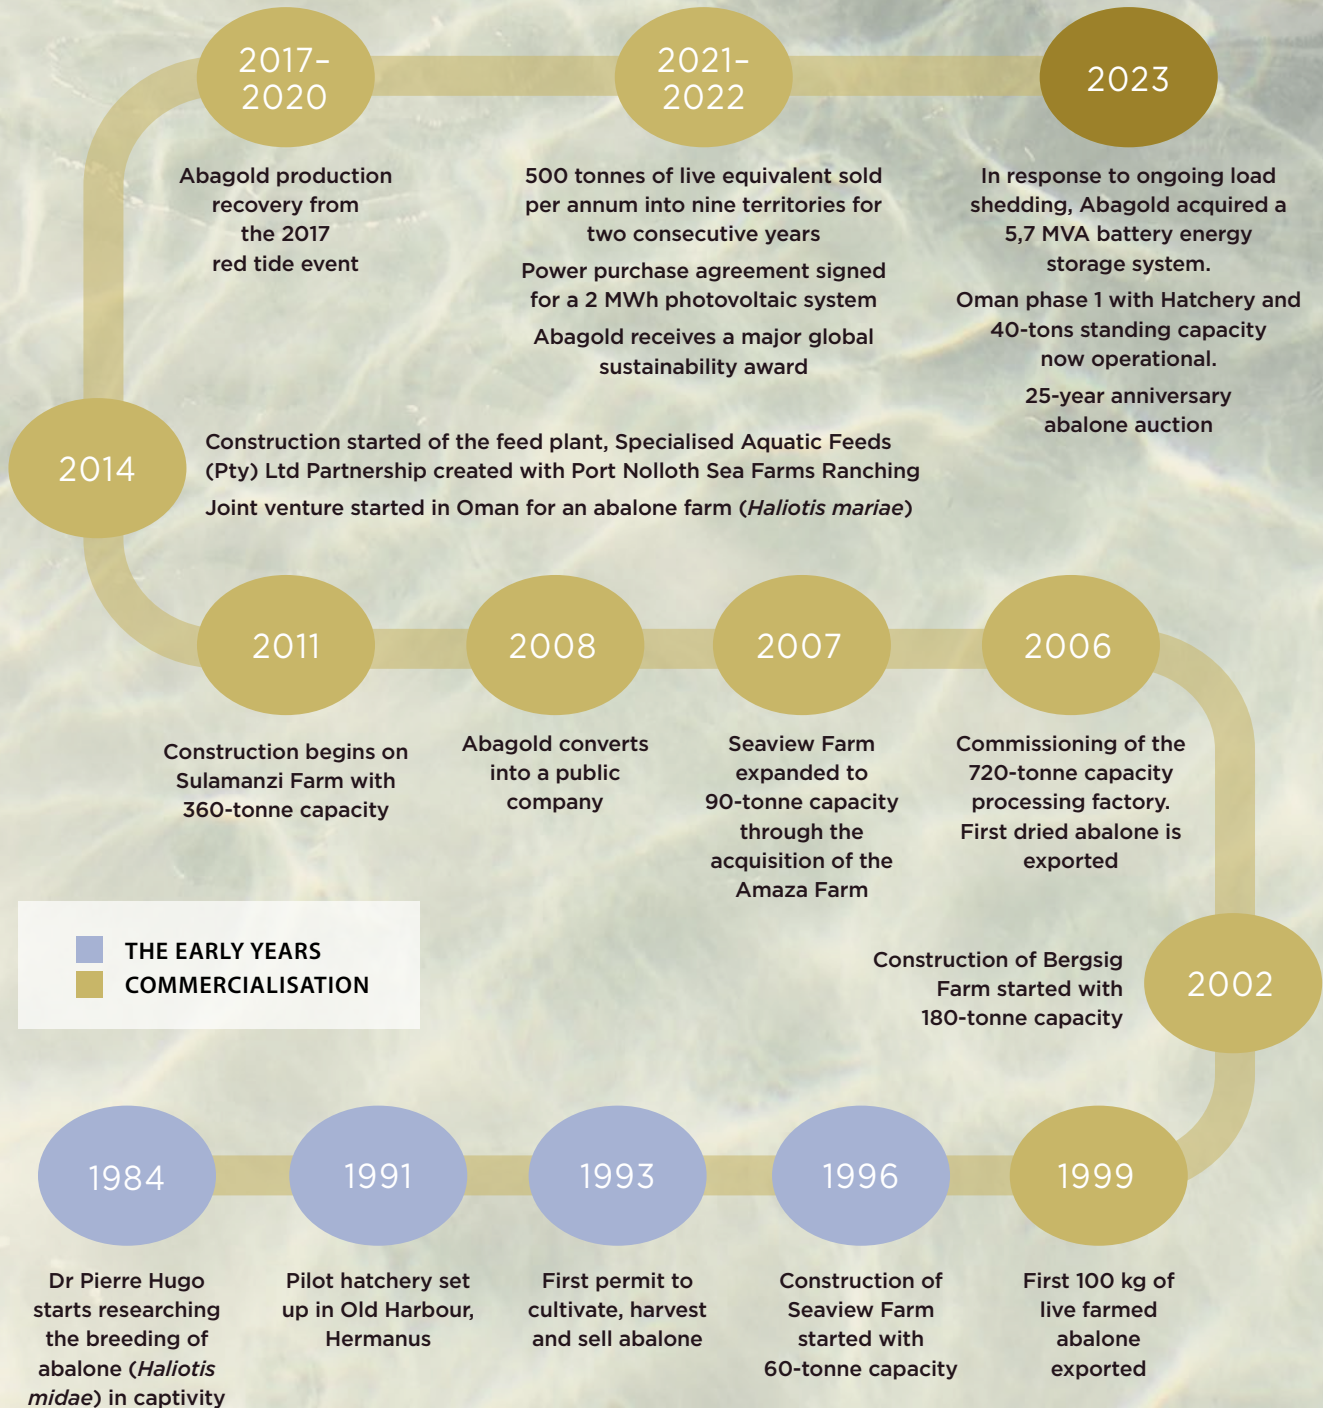 2017–
2020
Abagold production
recovery from
the 2017
red tide event
2021–
2022
500 tonnes of live equivalent sold
per annum into nine territories for
two consecutive years
Power purchase agreement signed
for a 2 MWh photovoltaic system
Abagold receives a major global
sustainability award
2023
In response to ongoing load
shedding, Abagold acquired a
5,7 MVA battery energy
storage system.
Oman phase 1 with Hatchery and
40-tons standing capacity
now operational.
25-year anniversary
abalone auction
2014
Construction started of the feed plant, Specialised Aquatic Feeds
(Pty) Ltd Partnership created with Port Nolloth Sea Farms Ranching
Joint venture started in Oman for an abalone farm (Haliotis mariae)
2011
Construction begins on
Sulamanzi Farm with
360-tonne capacity
2008
Abagold converts
into a public
company
2007
Seaview Farm
expanded to
90-tonne capacity
through the
acquisition of the
Amaza Farm
2006
Commissioning of the
720-tonne capacity
processing factory.
First dried abalone is
exported
THE EARLY YEARS
COMMERCIALISATION
Construction of Bergsig
Farm started with
180-tonne capacity
2002
1984
Dr Pierre Hugo
starts researching
the breeding of
abalone (Haliotis
midae) in captivity
1991
Pilot hatchery set
up in Old Harbour,
Hermanus
1993
First permit to
cultivate, harvest
and sell abalone
1996
Construction of
Seaview Farm
started with
60-tonne capacity
1999
First 100 kg of
live farmed
abalone
exported